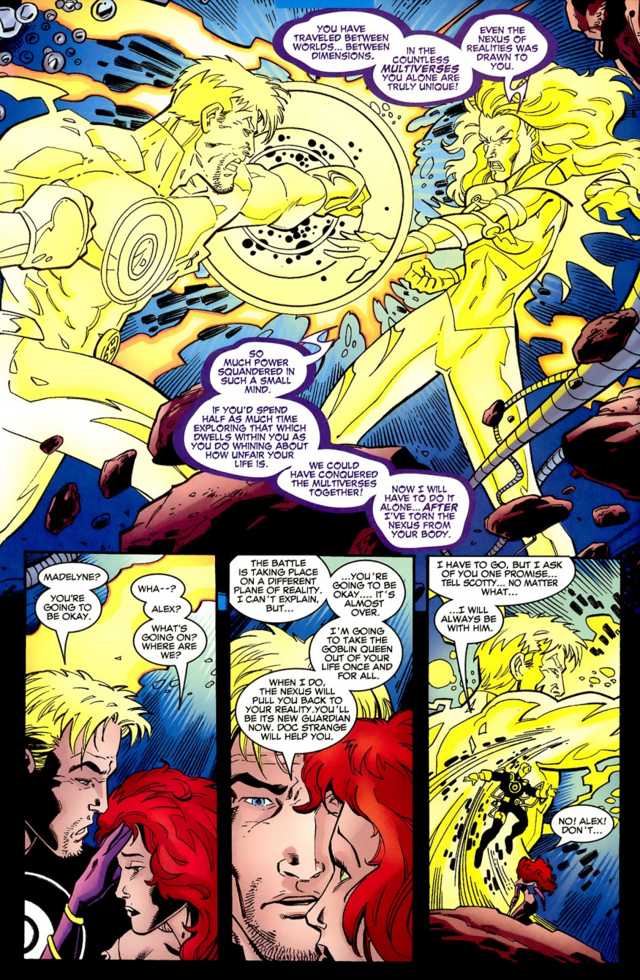 YOU HAVE
TRAVELED BETWEEN
WORLDS... BETWEEN
DIMENSIONS.
IN THE
COUNTLESS
MULTIVERSES
YOU ALONE ARE
TRULY UNIQUE!
EVEN THE
NEXUS OF
REALITIES WAS
DRAWN TO
YOU.
SO
MUCH POWER
SQUANDERED IN
SUCH A SMALL
MIND.
IF YOU'D SPEND
HALF AS MUCH TIME
EXPLORING THAT WHICH
DWELLS WITHIN YOU AS
YOU DO WHINING ABOUT
HOW UNFAIR YOUR
LIFE IS.
WE COULD
HAVE CONQUERED
THE MULTIVERSES
TOGETHER!
NOW I WILL
HAVE TO DO IT
ALONE... AFTER
I'VE TORN THE
NEXUS FROM
YOUR BODY.
MADELYNE?
YOU'RE
GOING TO
BE OKAY.
WHA--?
ALEX?
WHAT'S
GOING ON?
WHERE ARE
WE?
THE BATTLE
IS TAKING PLACE
ON A DIFFERENT
PLANE OF REALITY.
I CAN'T EXPLAIN,
BUT...
...YOU'RE
GOING TO BE
OKAY.... IT'S
ALMOST
OVER.
I'M GOING
TO TAKE THE
GOBLIN QUEEN
OUT OF YOUR
LIFE ONCE AND
FOR ALL.
WHEN I DO,
THE NEXUS WILL
PULL YOU BACK TO
YOUR REALITY. YOU'LL
BE ITS NEW GUARDIAN
NOW. DOC STRANGE
WILL HELP YOU.
I HAVE TO GO, BUT I ASK
OF YOU ONE PROMISE...
TELL SCOTTY... NO MATTER
WHAT...
...I WILL
ALWAYS BE
WITH HIM.
NO! ALEX!
DON'T...